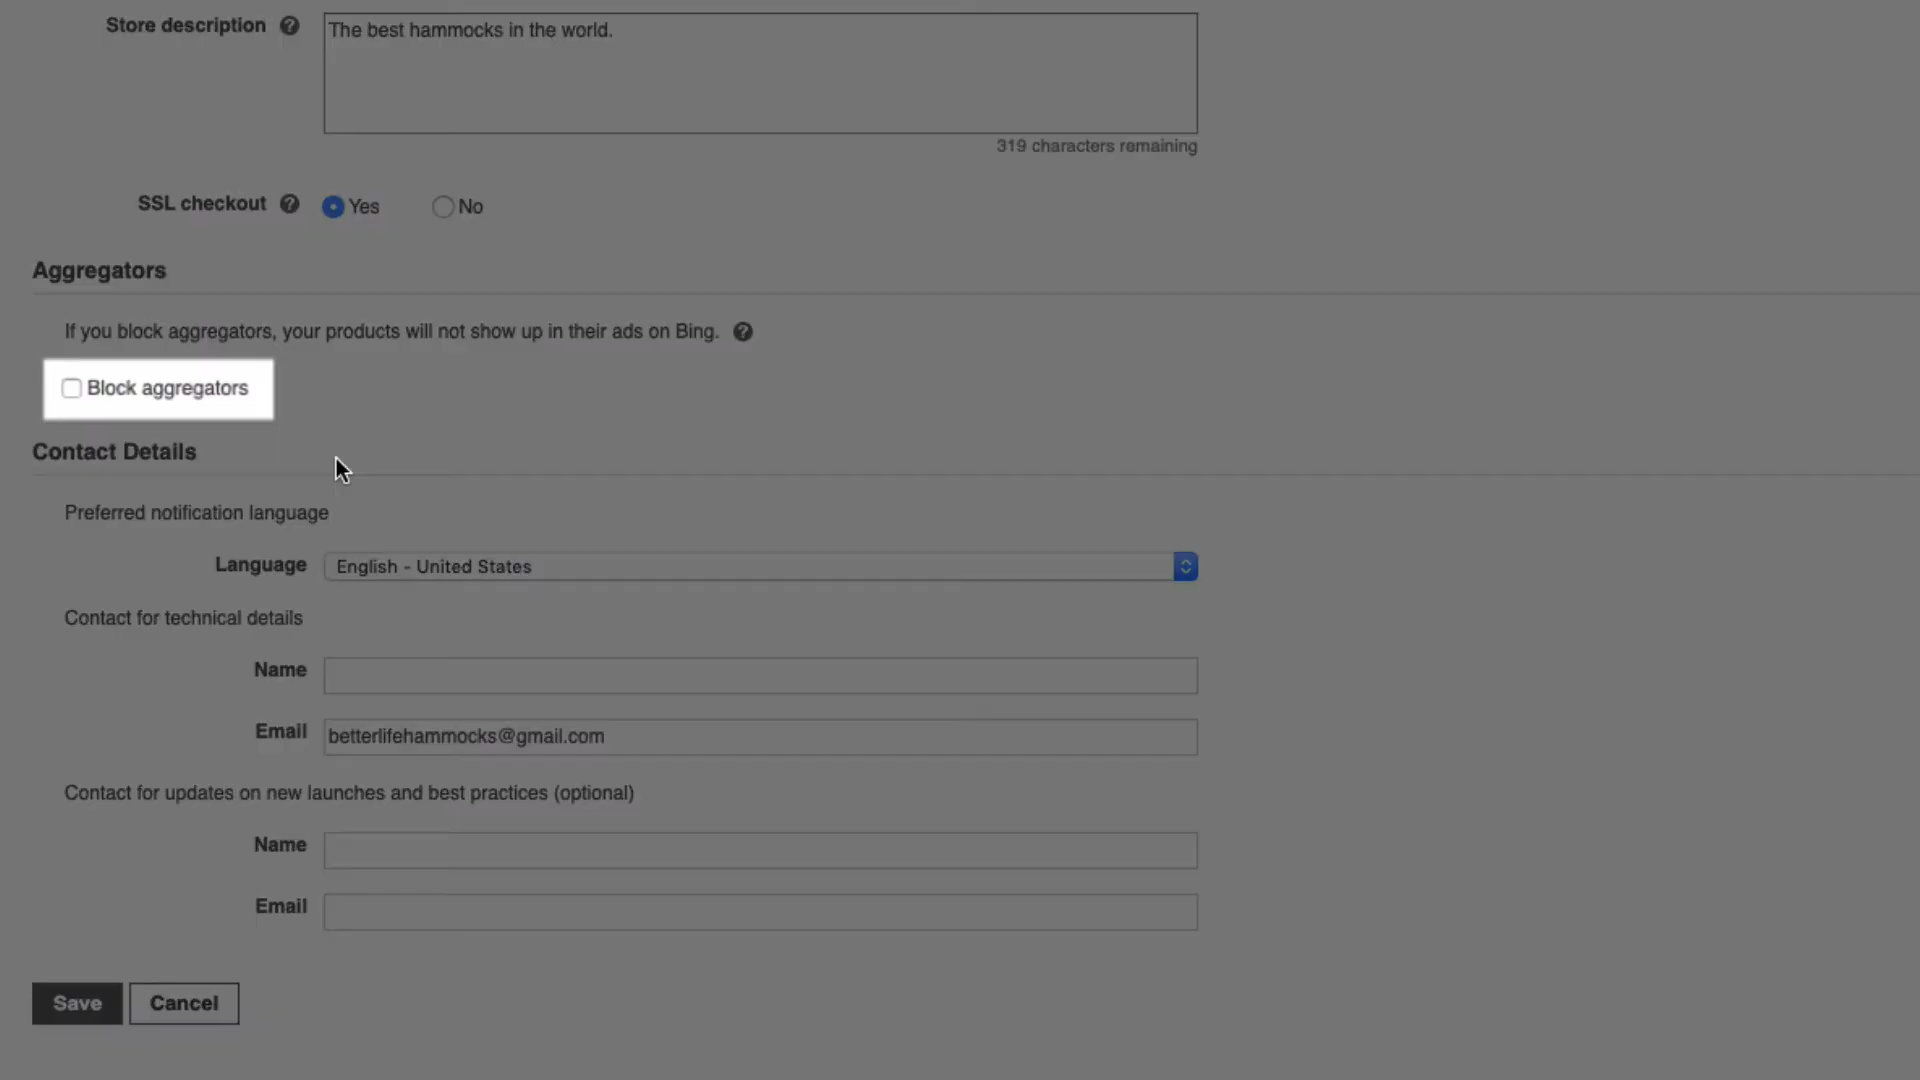 Store description
The best hammocks in the world.
319 characters remaining
SSL checkout Yes No
Aggregators
If you block aggregators, your products will not show up in their ads on Bing.
Block aggregators
Contact Details
Preferred notification language
Language English - United States
Contact for technical details
Name
Email betterlifehammocks@gmail.com
Contact for updates on new launches and best practices (optional)
Name
Email
Save Cancel